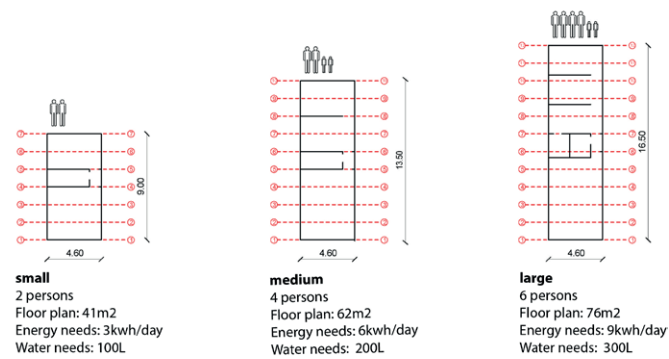 9.00
4.60
small
2 persons
Floor plan: 41m2
Energy needs: 3kwh/day
Water needs: 100L
13.50
4.60
medium
4 persons
Floor plan: 62m2
Energy needs: 6kwh/day
Water needs: 200L
16.50
4.60
large
6 persons
Floor plan: 76m2
Energy needs: 9kwh/day
Water needs: 300L